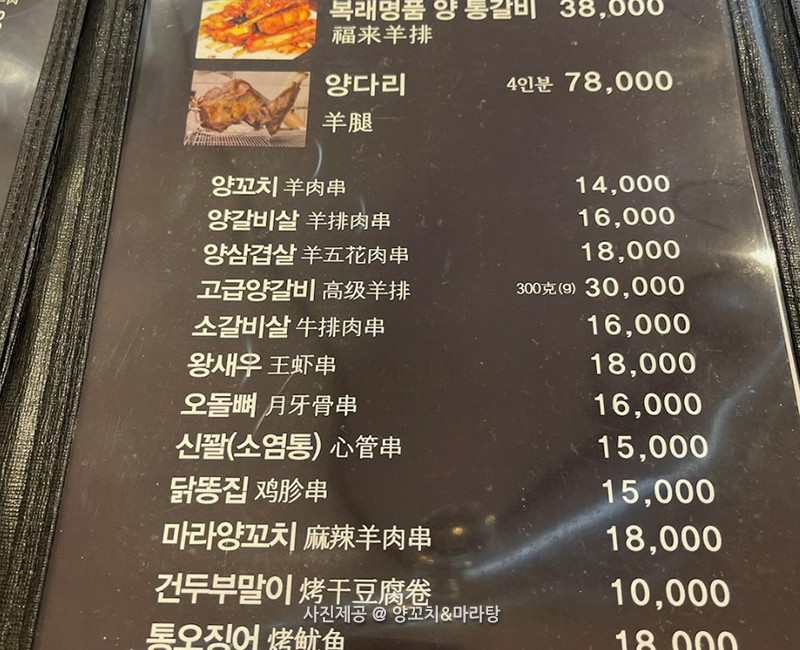 복래명품 양 통갈비 38,000
福来羊排
양다리 4인분 78,000
羊腿
양꼬치 羊肉串 14,000
양갈비살 羊排肉串 16,000
양삼겹살 羊五花肉串 18,000
고급양갈비 高级羊排 300克(9) 30,000
소갈비살 牛排肉串 16,000
왕새우 王虾串 18,000
오돌뼈 月牙骨串 16,000
신꽐(소염통) 心管串 15,000
닭똥집 鸡胗串 15,000
마라양꼬치 麻辣羊肉串 18,000
건두부말이 烤干豆腐卷 10,000
사진제공 @ 양꼬치&마라탕
통오징어 烤鱿鱼 18,000